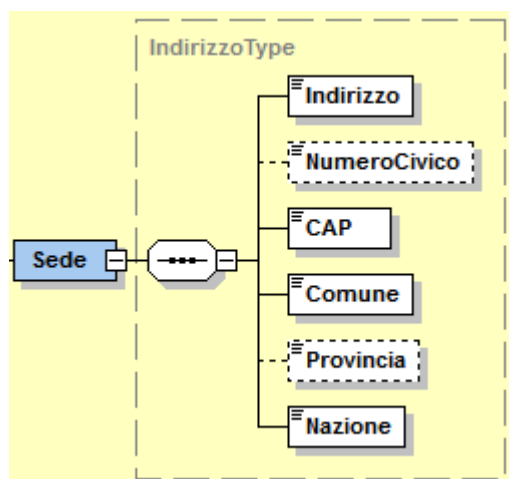 IndirizzoType
Indirizzo
NumeroCivico
CAP
Sede
Comune
Provincia
Nazione